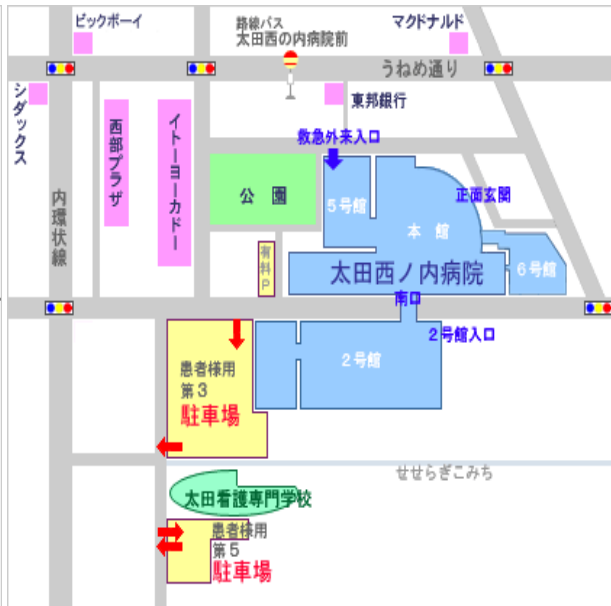 ビックボーイ
路線バス
太田西の内病院前
マクドナルド
うねめ通り
シダックス
東邦銀行
西部プラザ
イトーヨーカドー
救急外来入口
公園
5号館
正面玄関
本館
内環状線
有料P
太田西ノ内病院
6号館
南口
2号館入口
2号館
患者様用
第3
駐車場
せせらぎこみち
太田看護専門学校
患者様用
第5
駐車場